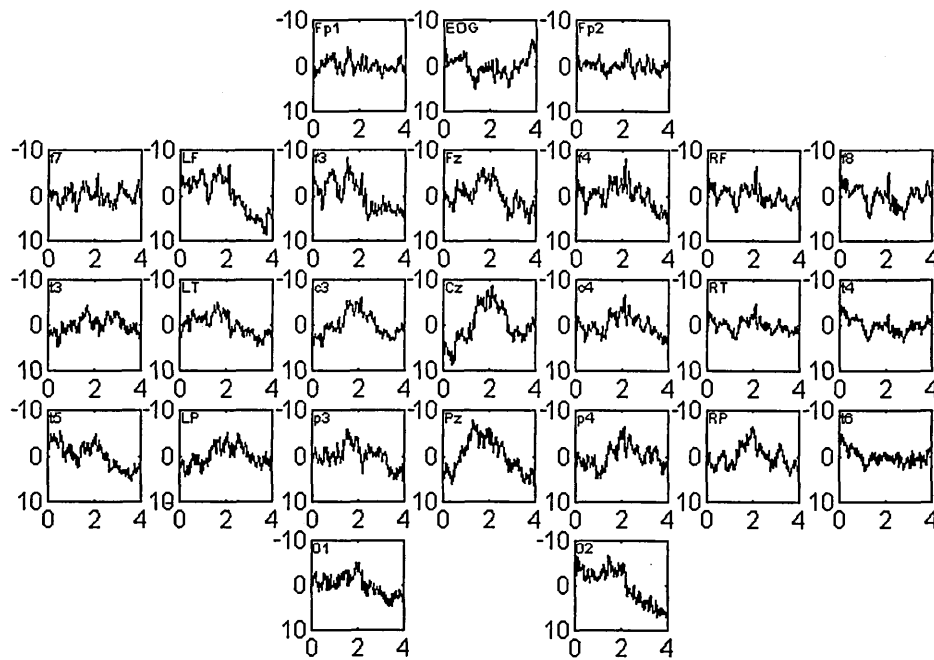 -10 Fp1 EOG Fp2
0 0 0
10 10 10
0 2 4 0 2 4 0 2 4
-10 f7 -10 LF -10 f3 -10 Fz -10 f4 -10 RF -10 f8
0 0 0 0 0 0 0
10 10 10 10 10 10 10
0 2 4 0 2 4 0 2 4 0 2 4 0 2 4 0 2 4 0 2 4
-10 t3 -10 LT -10 c3 -10 Cz -10 c4 -10 RT -10 t4
0 0 0 0 0 0 0
10 10 10 10 10 10 10
0 2 4 0 2 4 0 2 4 0 2 4 0 2 4 0 2 4 0 2 4
-10 t5 -10 LP -10 p3 -10 Pz -10 p4 -10 RP -10 t6
0 0 0 0 0 0 0
10 10 10 10 10 10 10
0 2 4 0 2 4 0 2 4 0 2 4 0 2 4 0 2 4 0 2 4
-10 O1 -10 O2
0 0
10 10
0 2 4 0 2 4